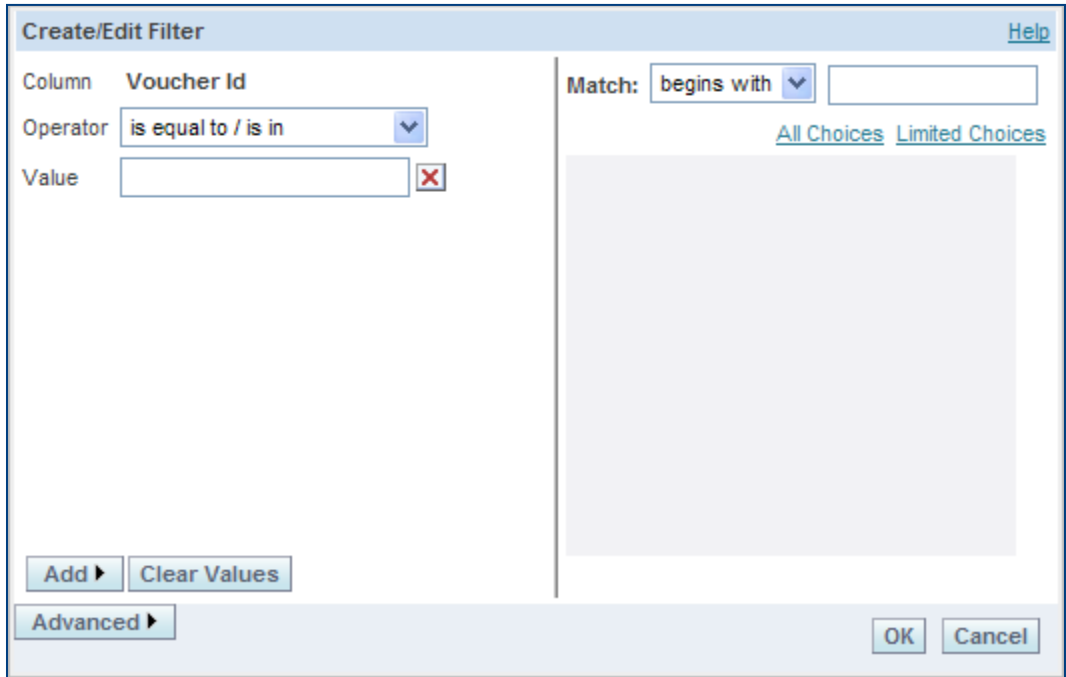 Create/Edit Filter Help
Column Voucher Id
Operator is equal to / is in
Value
Add Clear Values
Match: begins with
All Choices Limited Choices
Advanced
OK Cancel